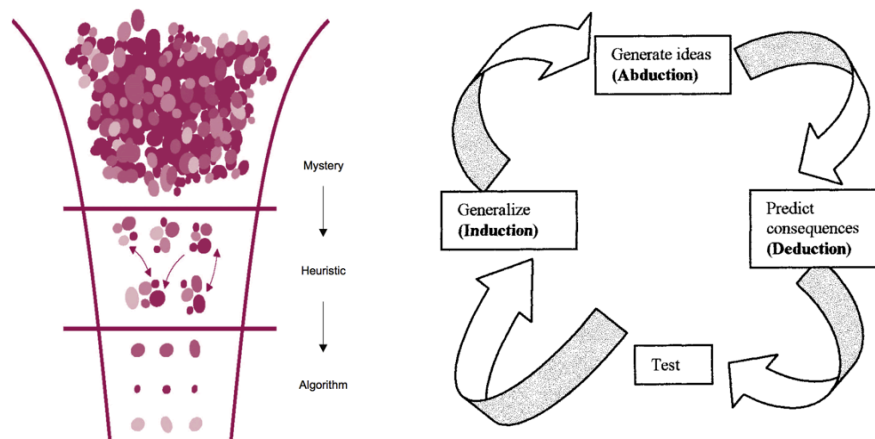 Mystery
Heuristic
Algorithm
Generate ideas
(Abduction)
Predict
consequences
(Deduction)
Test
Generalize
(Induction)